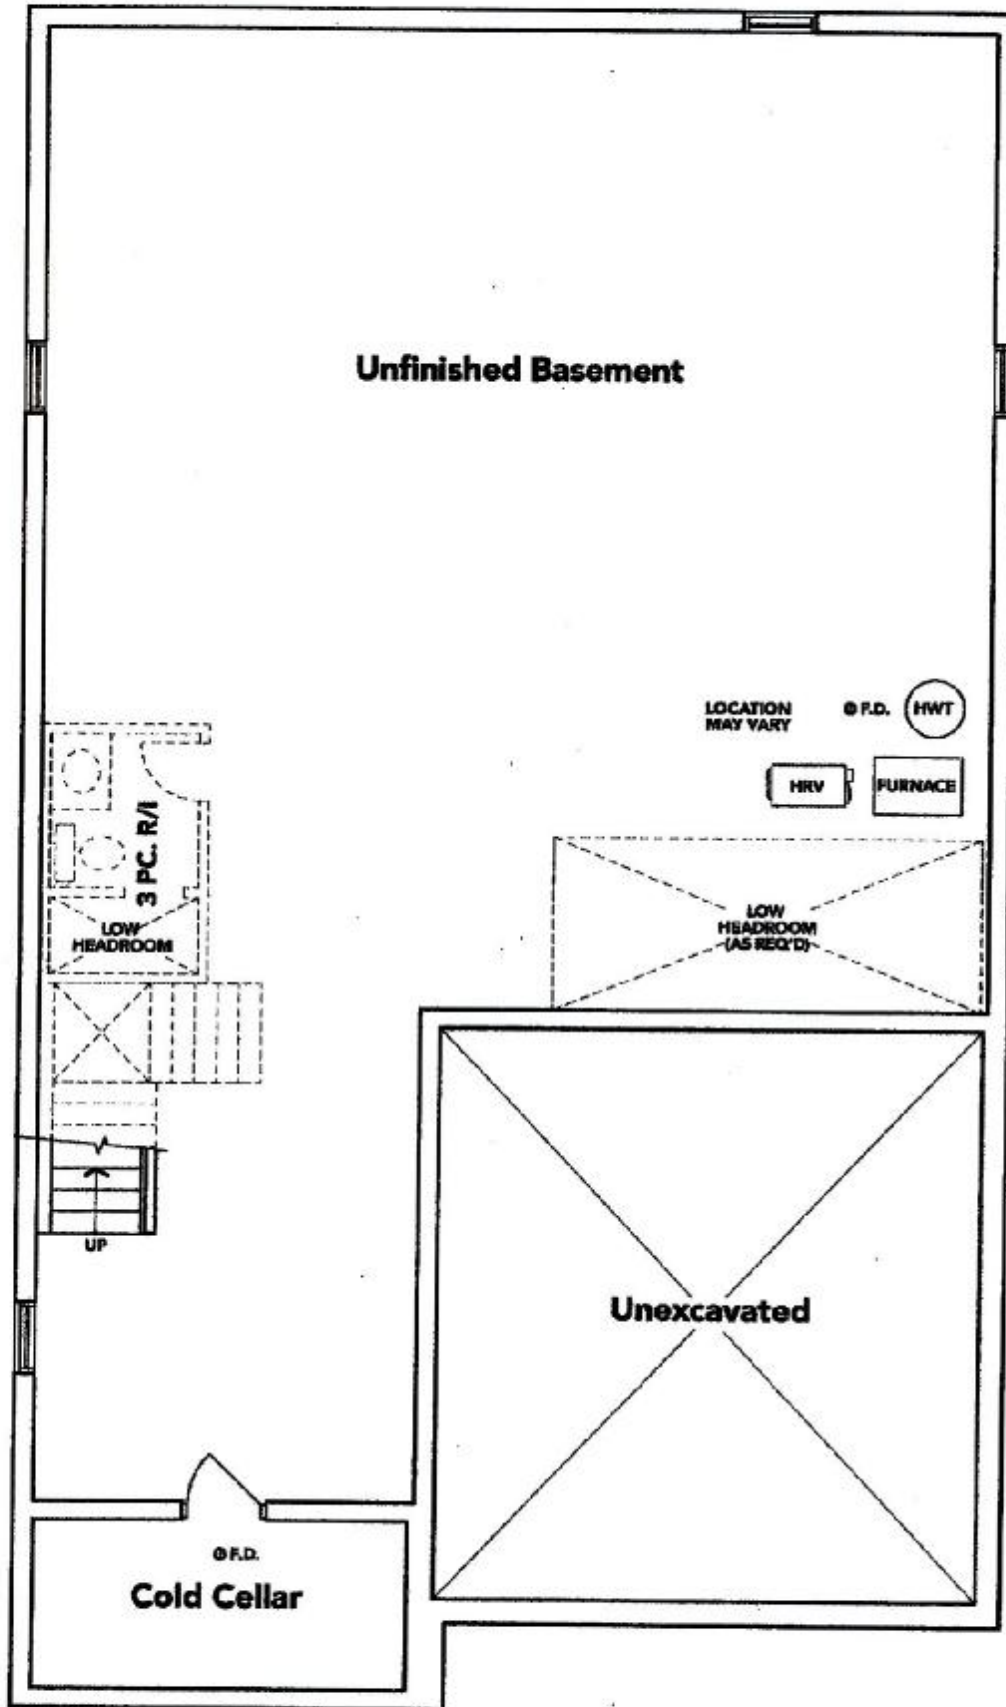 Unfinished Basement
LOCATION
MAY VARY
F.D.
HWT
HRV
FURNACE
3 PC. R/I
LOW
HEADROOM
LOW
HEADROOM
(AS REQ'D)
UP
Unexcavated
F.D.
Cold Cellar